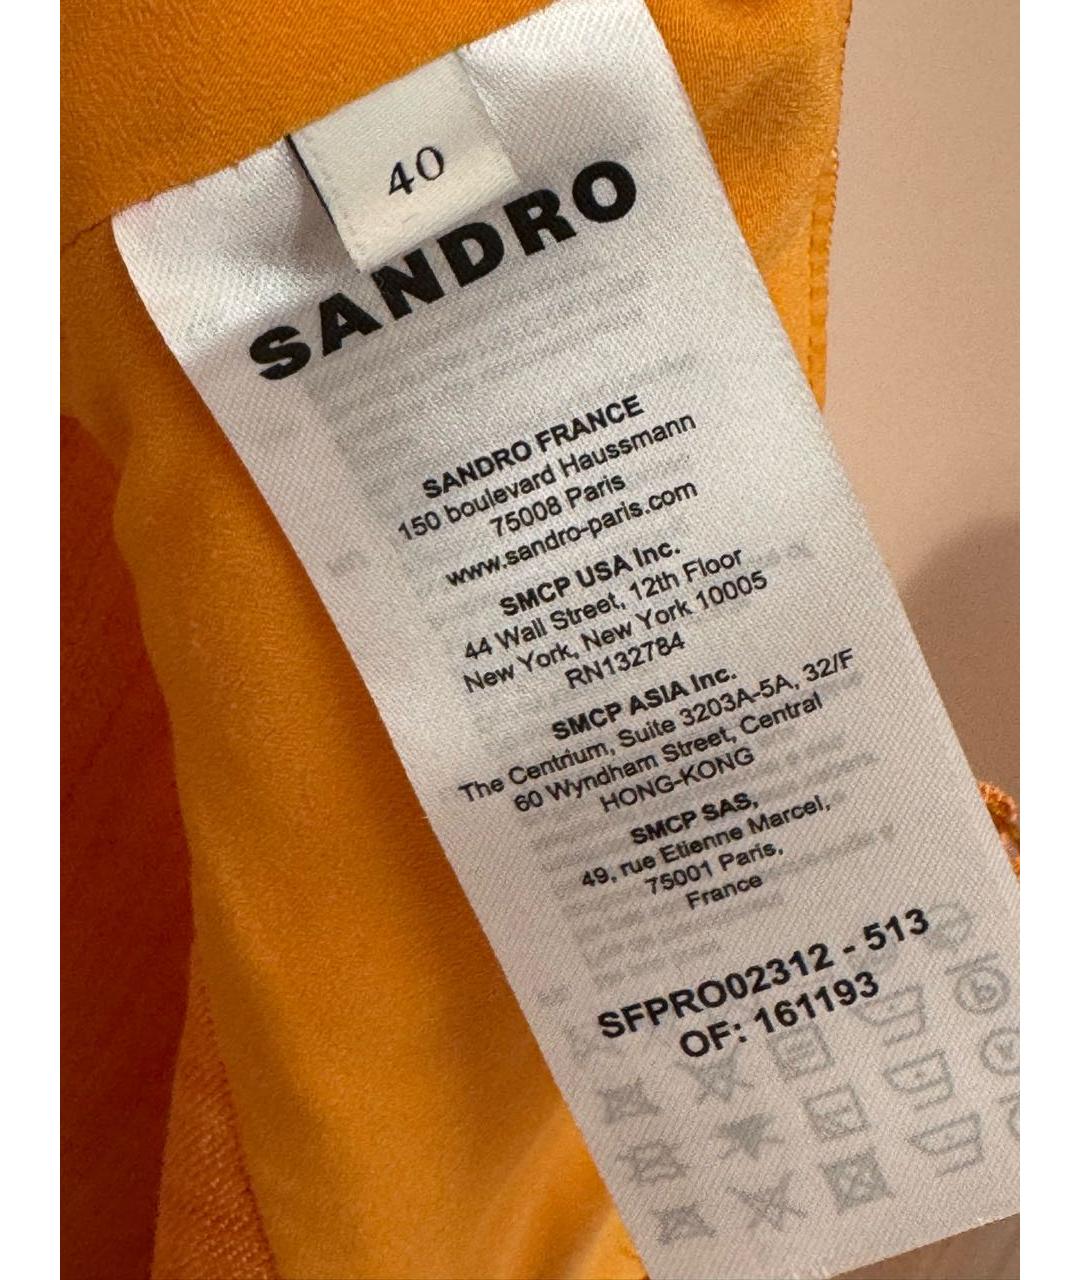 40
SANDRO
SANDRO FRANCE
150 boulevard Haussmann
75008 Paris
www.sandro-paris.com
SMCP USA Inc.
44 Wall Street, 12th Floor
New York, New York 10005
RN132784
SMCP ASIA Inc.
The Centrium, Suite 3203A-5A, 32/F
60 Wyndham Street, Central
HONG-KONG
SMCP SAS,
49, rue Etienne Marcel,
75001 Paris,
France
SFPRO02312 - 513
OF: 161193